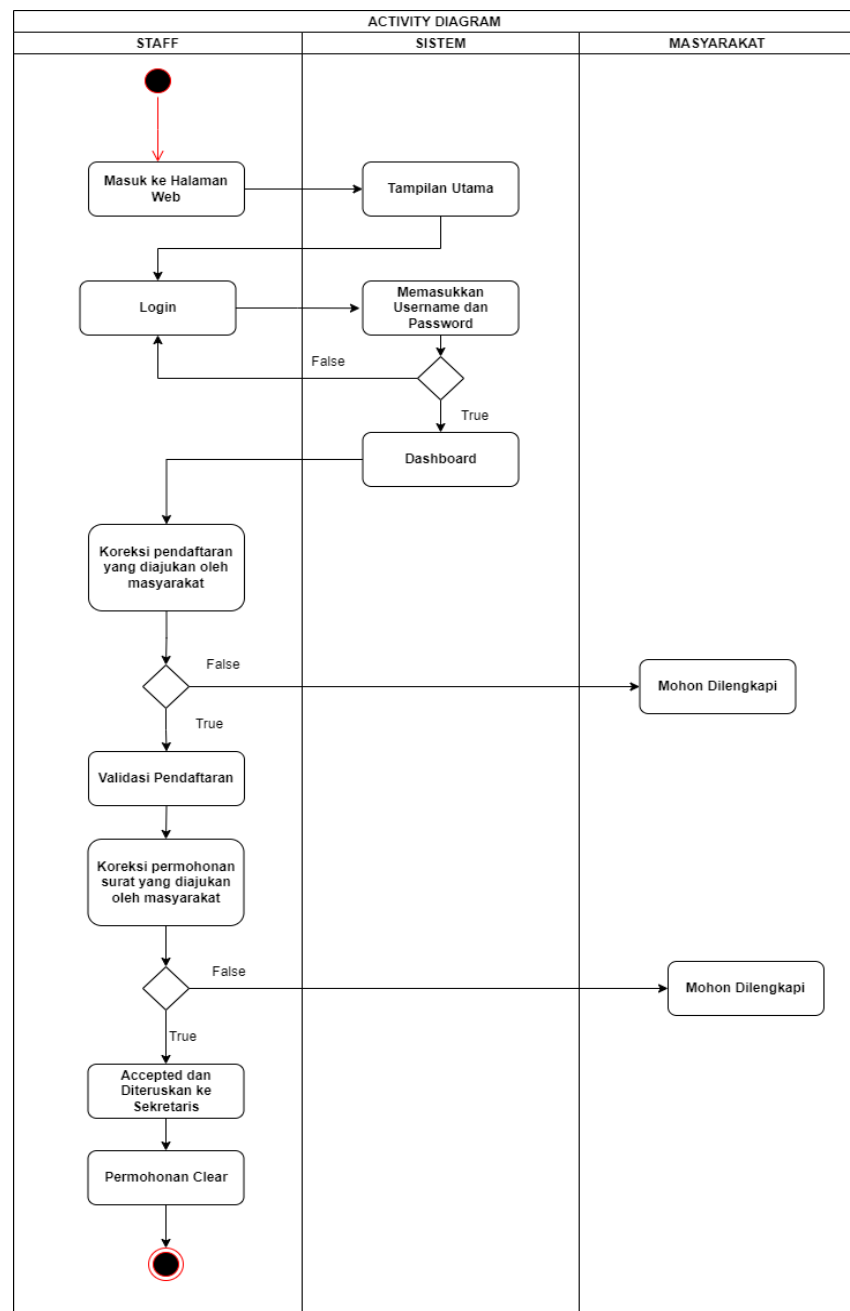 ACTIVITY DIAGRAM
STAFF
SISTEM
MASYARAKAT
Masuk ke Halaman
Web
Tampilan Utama
Login
Memasukkan
Username dan
Password
False
True
Dashboard
Koreksi pendaftaran
yang diajukan oleh
masyarakat
False
Mohon Dilengkapi
True
Validasi Pendaftaran
Koreksi permohonan
surat yang diajukan
oleh masyarakat
False
Mohon Dilengkapi
True
Accepted dan
Diteruskan ke
Sekretaris
Permohonan Clear